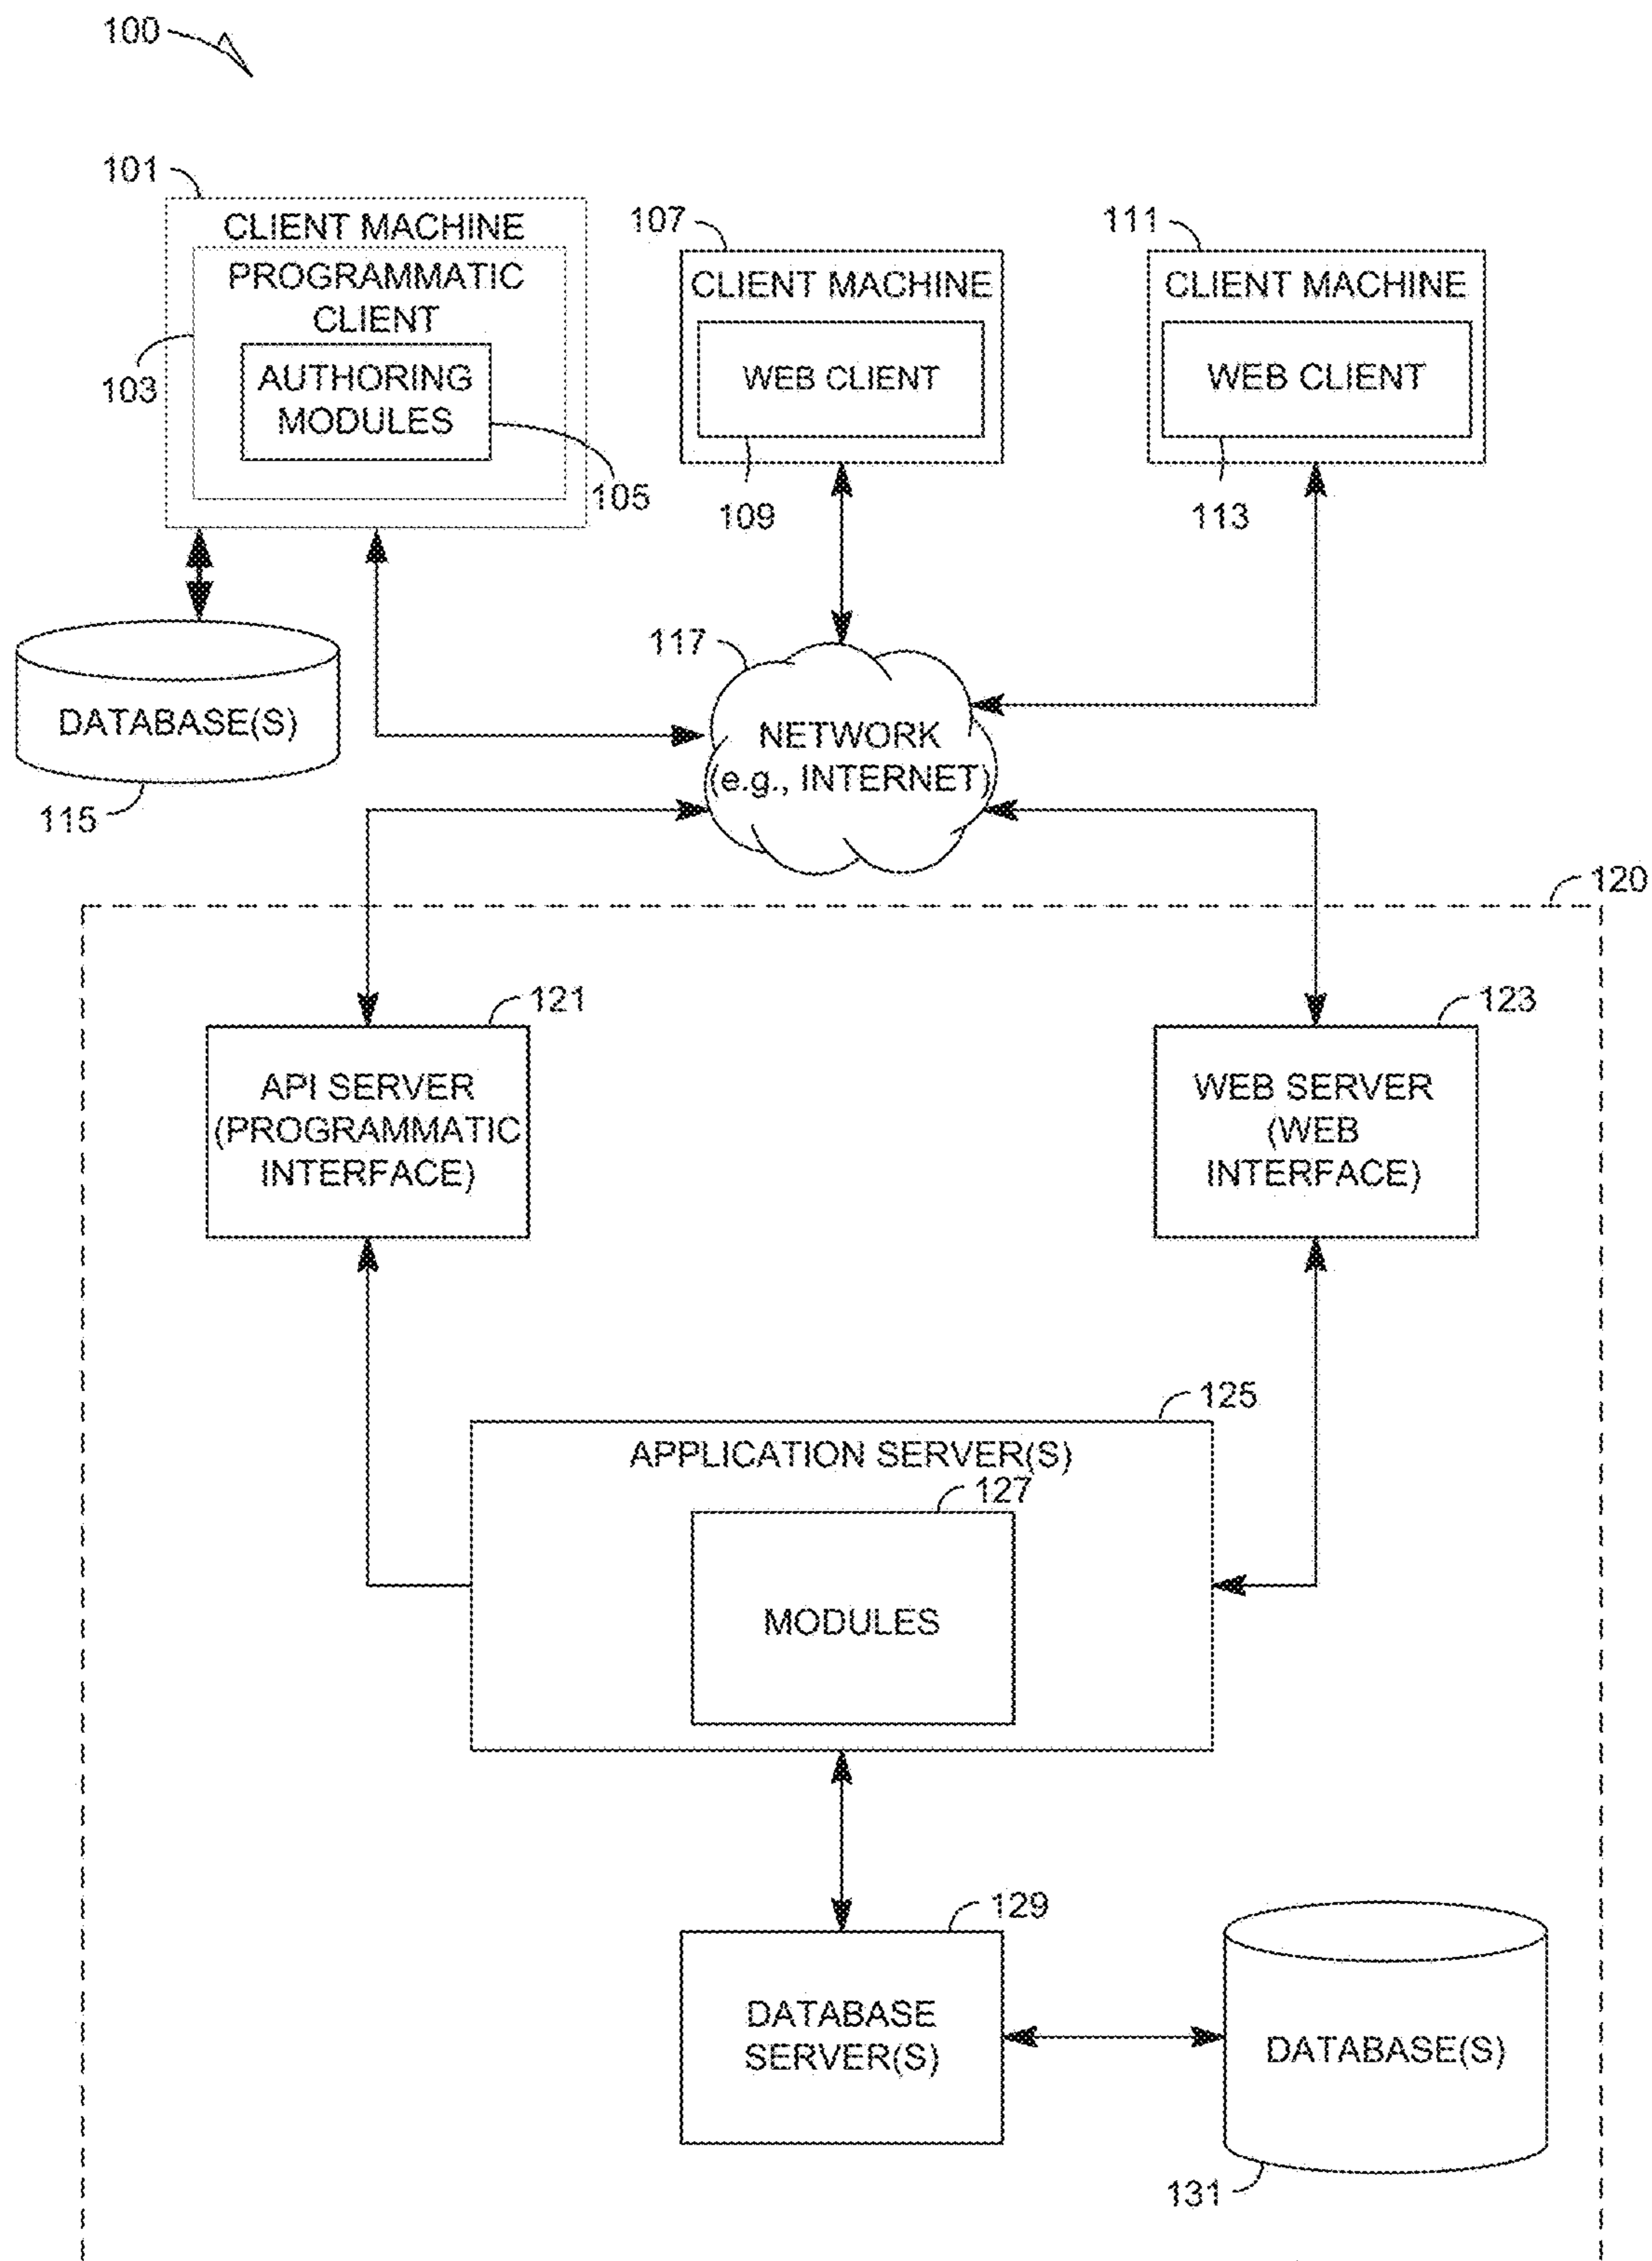 100
101
CLIENT MACHINE
PROGRAMMATIC
CLIENT
103
AUTHORING
MODULES
105
107
CLIENT MACHINE
WEB CLIENT
109
111
CLIENT MACHINE
WEB CLIENT
113
DATABASE(S)
115
117
NETWORK
(e.g., INTERNET)
120
121
API SERVER
(PROGRAMMATIC
INTERFACE)
123
WEB SERVER
(WEB
INTERFACE)
125
APPLICATION SERVER(S)
127
MODULES
129
DATABASE
SERVER(S)
DATABASE(S)
131